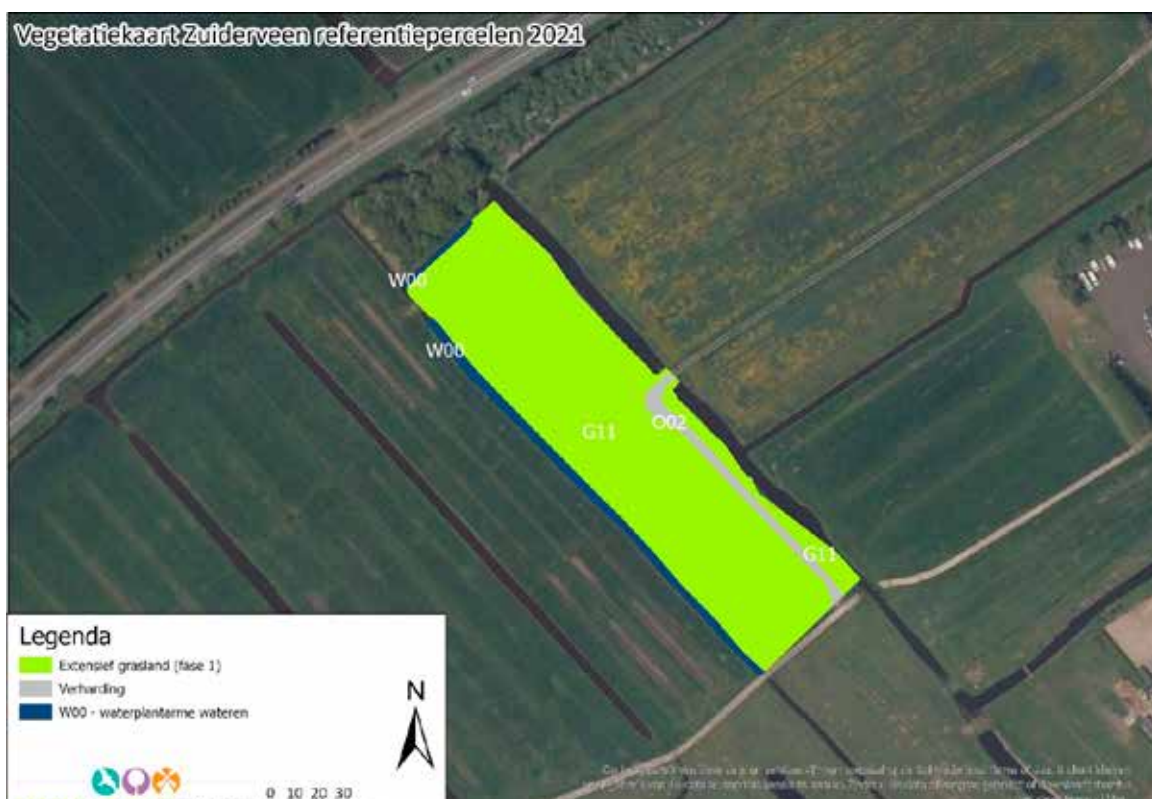 Vegetatiekaart Zuiderveen referentiepercelen 2021
W00
W00
G11
O02
G11
Legenda
Extensief grasland (fase 1)
Verharding
W00 - waterplantarme wateren
N
0 10 20 30